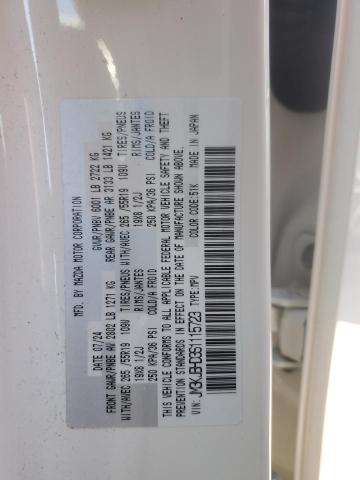 MFD. BY MAZDA MOTOR CORPORATION
DATE: 07/24 GVWR/PNBV 6001 LB 2722 KG
FRONT GAWR/PNBE AV 2802 LB 1271 KG REAR GAWR/PNBE AR 3133 LB 1421 KG
WITH/AVEC 265 /55R19 109U TIRES/PNEUS WITH/AVEC 265 /55R19 109U TIRES/PNEUS
19X8 1/2J RIMS/JANTES 19X8 1/2J RIMS/JANTES
250 KPA/36 PSI COLD/A FROID 250 KPA/36 PSI COLD/A FROID
THIS VEHICLE CONFORMS TO ALL APPLICABLE FEDERAL MOTOR VEHICLE SAFETY AND THEFT
PREVENTION STANDARDS IN EFFECT ON THE DATE OF MANUFACTURE SHOWN ABOVE.
VIN: TYPE:MPV COLOR CODE:51K MADE IN JAPAN